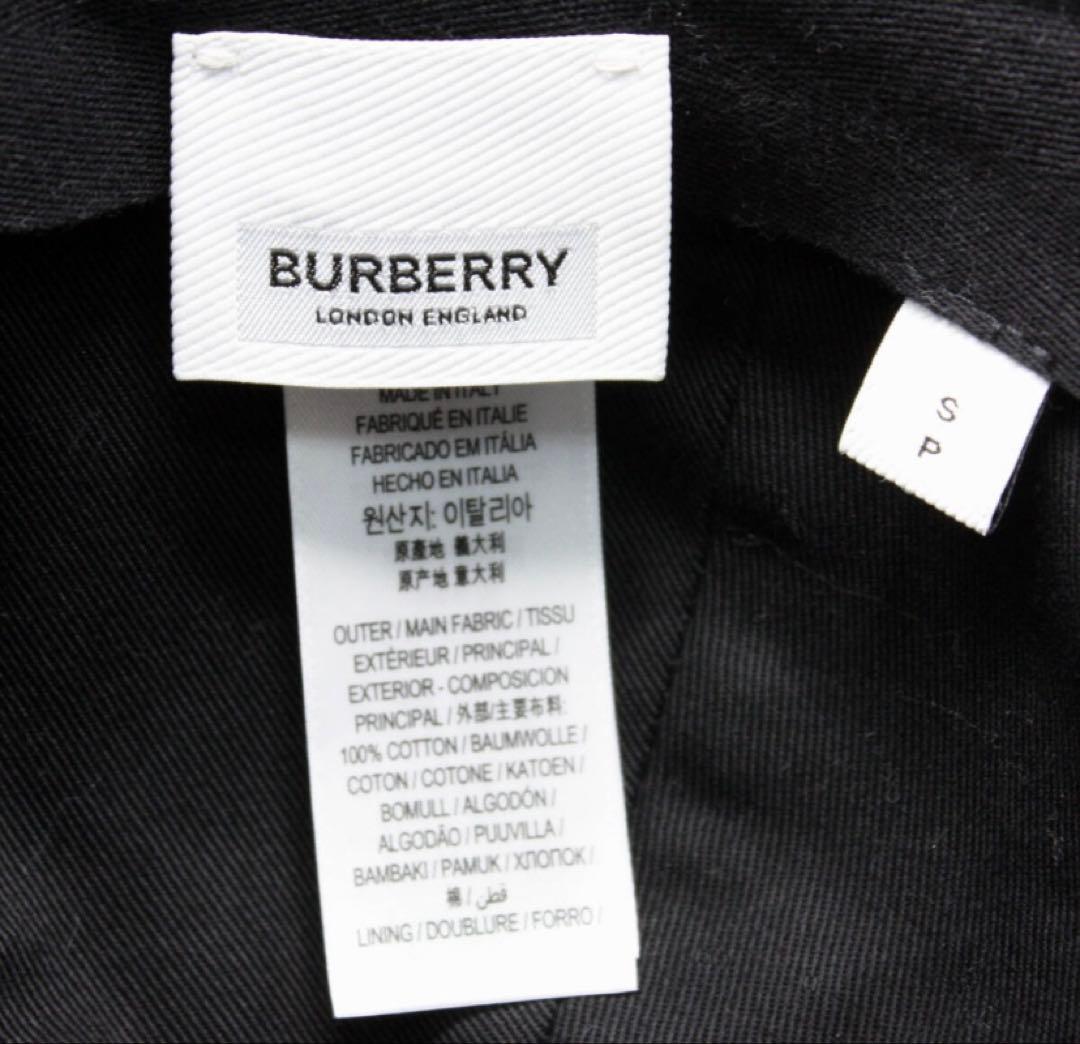 BURBERRY
LONDON ENGLAND
MADE IN ITALY
FABRIQUÉ EN ITALIE
FABRICADO EM ITÁLIA
HECHO EN ITALIA
원산지: 이탈리아
原產地 義大利
原产地 意大利
OUTER / MAIN FABRIC / TISSU
EXTÉRIEUR / PRINCIPAL /
EXTERIOR - COMPOSICION
PRINCIPAL / 外部/主要布料:
100% COTTON / BAUMWOLLE /
COTON / COTONE / KATOEN /
BOMULL / ALGODÓN /
ALGODÃO / PUUVILLA /
BAMBAKI / PAMUK / ХЛОПОК /
棉 / قطن
LINING / DOUBLURE / FORRO /
S
P